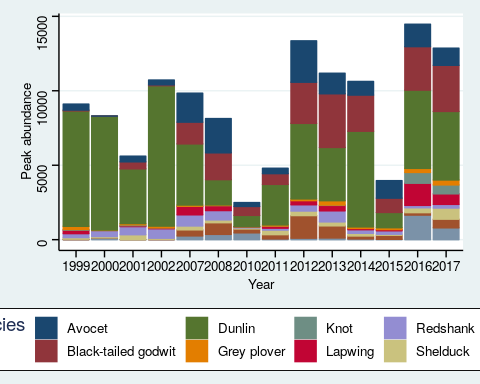 15000
10000
5000
0
Peak abundance
1999 2000 2001 2002 2007 2008 2010 2011 2012 2013 2014 2015 2016 2017
Year
cies
Avocet Dunlin Knot Redshank
Black-tailed godwit Grey plover Lapwing Shelduck